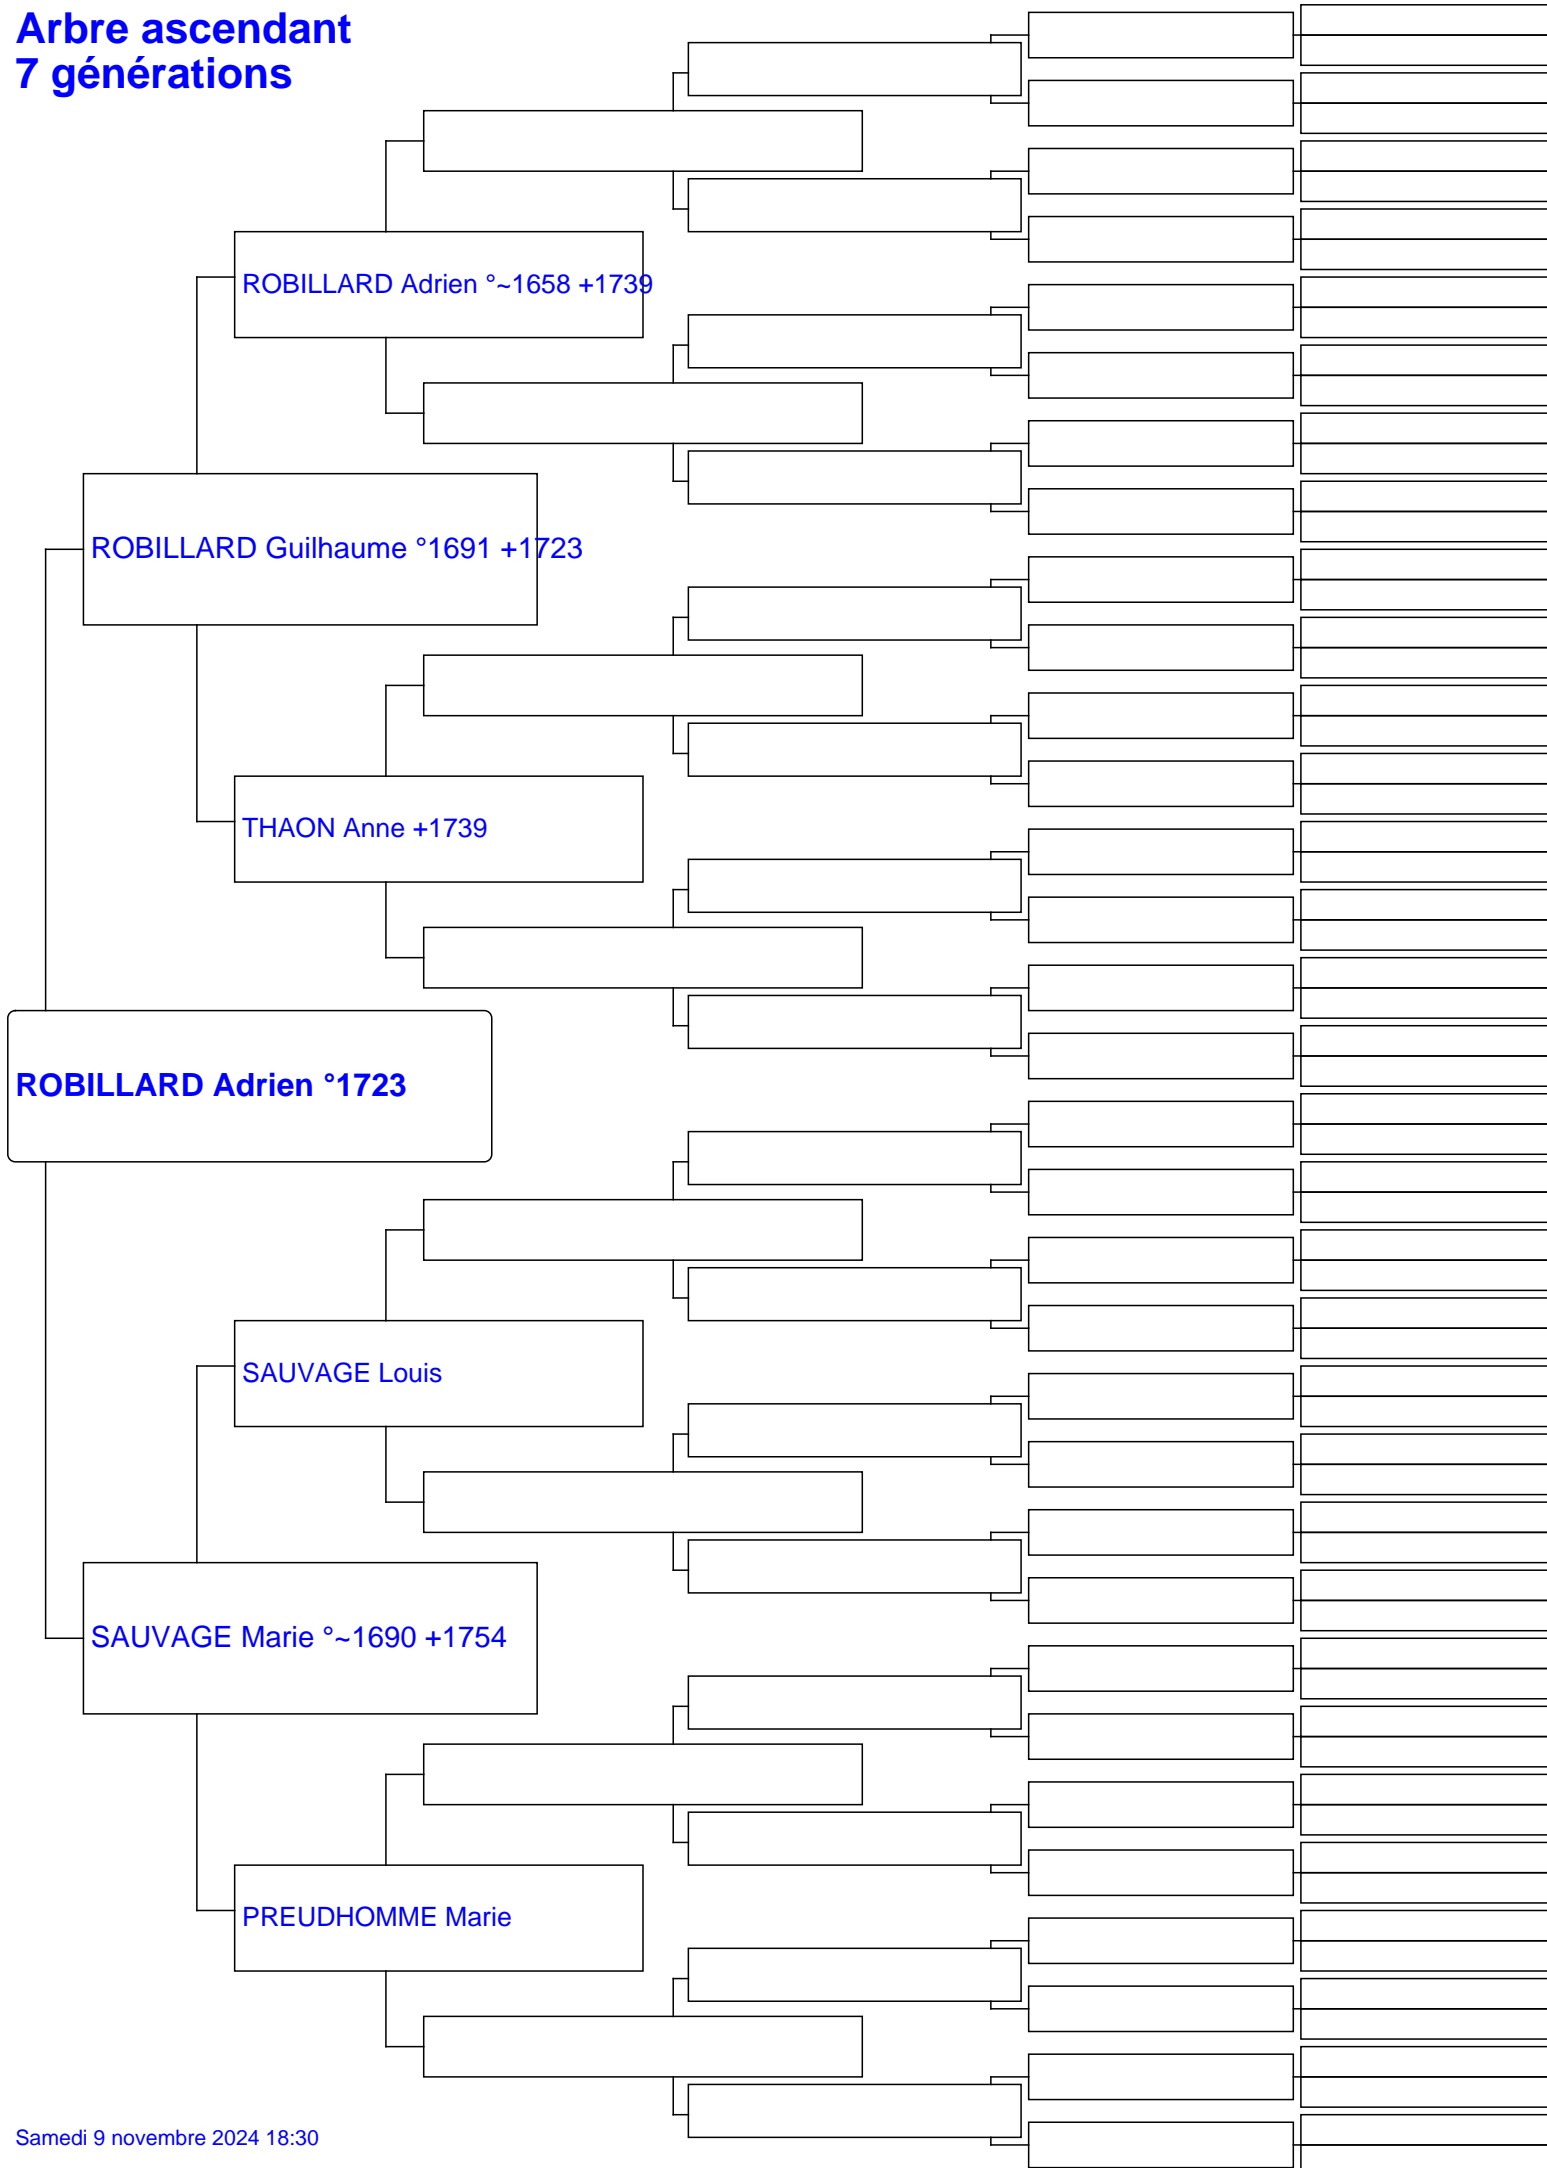 Arbre ascendant
7 générations
ROBILLARD Adrien °~1658 +1739
ROBILLARD Guilhaume °1691 +1723
THAON Anne +1739
ROBILLARD Adrien °1723
SAUVAGE Louis
SAUVAGE Marie °~1690 +1754
PREUDHOMME Marie
Samedi 9 novembre 2024 18:30